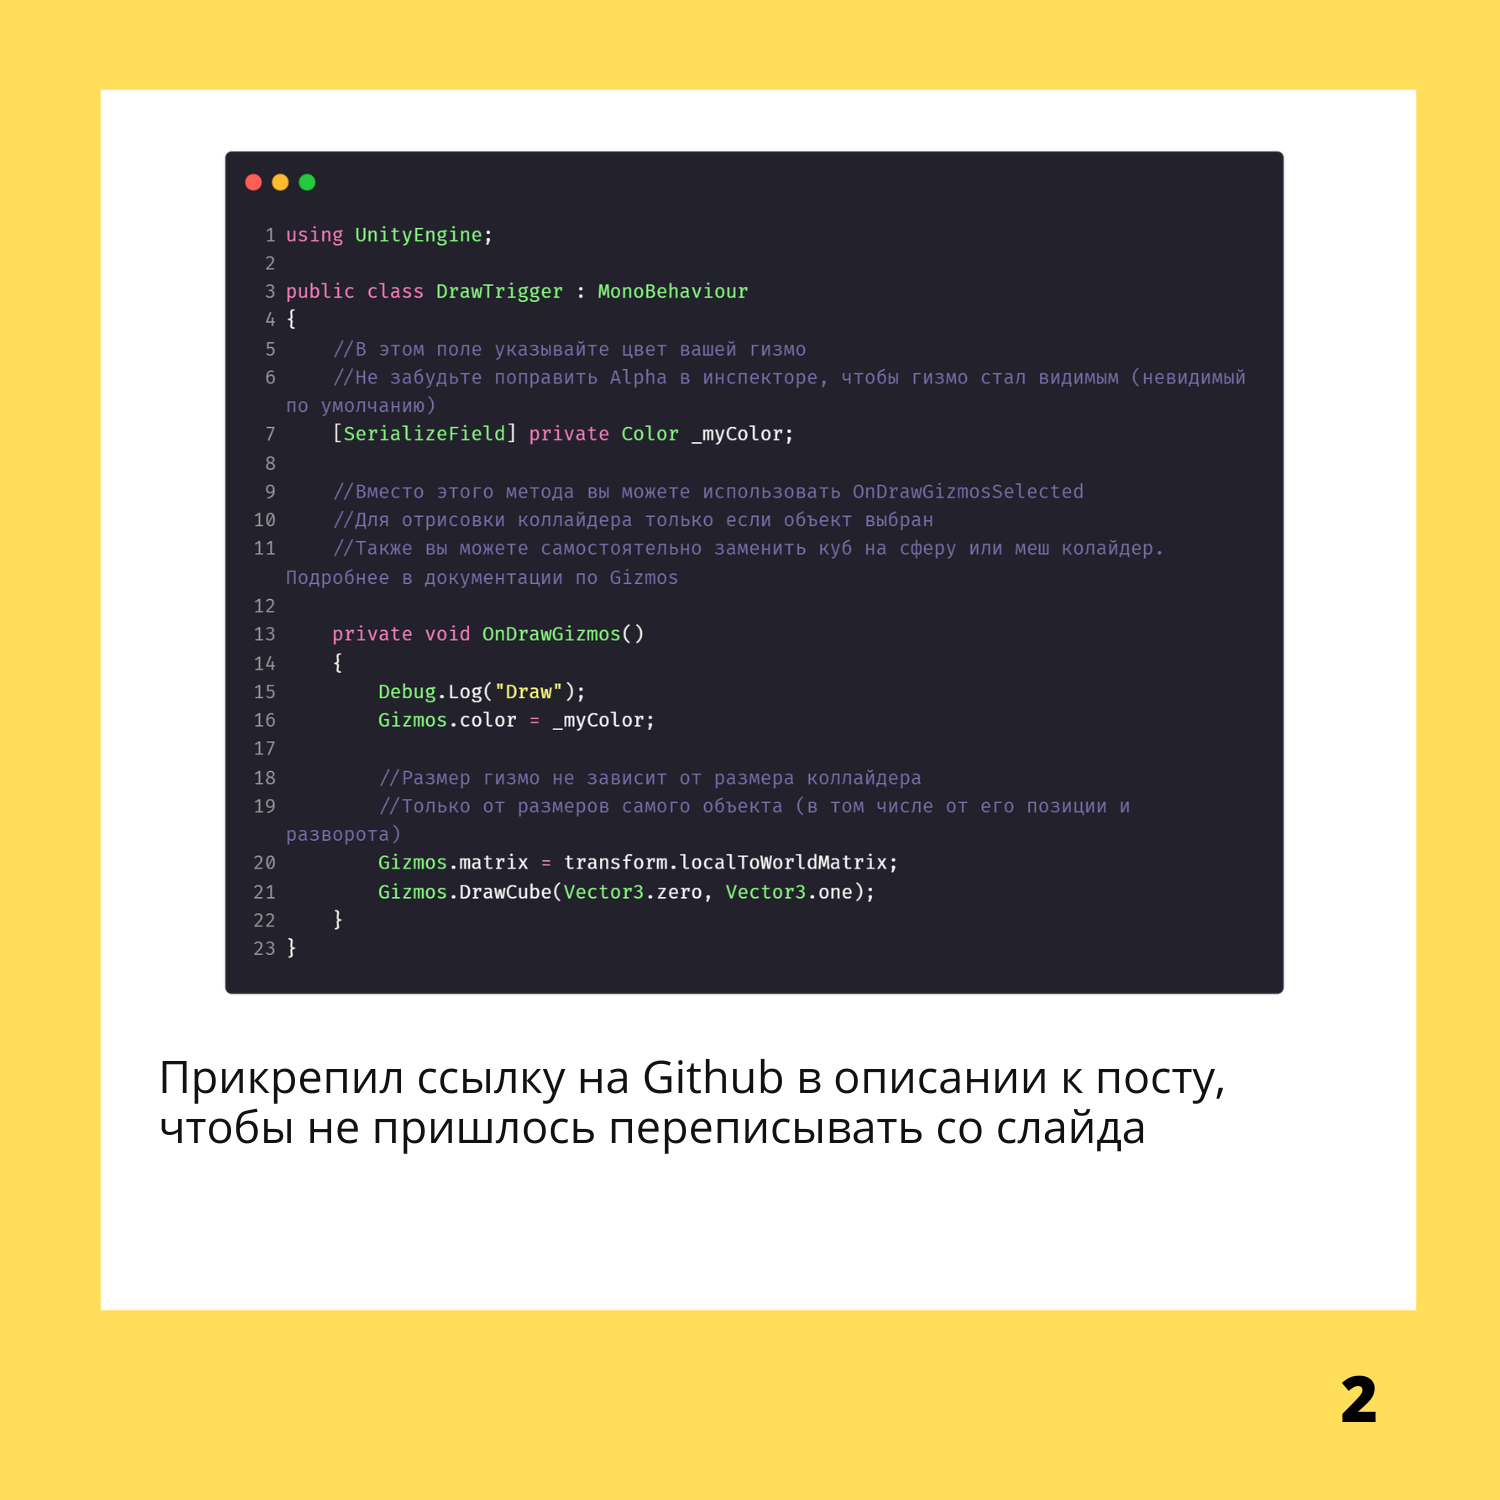 1 using UnityEngine;
2
3 public class DrawTrigger : MonoBehaviour
4 {
5     //В этом поле указывайте цвет вашей гизмо
6     //Не забудьте поправить Alpha в инспекторе, чтобы гизмо стал видимым (невидимый
по умолчанию)
7     [SerializeField] private Color _myColor;
8
9     //Вместо этого метода вы можете использовать OnDrawGizmosSelected
10     //Для отрисовки коллайдера только если объект выбран
11     //Также вы можете самостоятельно заменить куб на сферу или меш колайдер.
Подробнее в документации по Gizmos
12
13     private void OnDrawGizmos()
14     {
15         Debug.Log("Draw");
16         Gizmos.color = _myColor;
17
18         //Размер гизмо не зависит от размера коллайдера
19         //Только от размеров самого объекта (в том числе от его позиции и
разворота)
20         Gizmos.matrix = transform.localToWorldMatrix;
21         Gizmos.DrawCube(Vector3.zero, Vector3.one);
22     }
23 }
Прикрепил ссылку на Github в описании к посту,
чтобы не пришлось переписывать со слайда
2